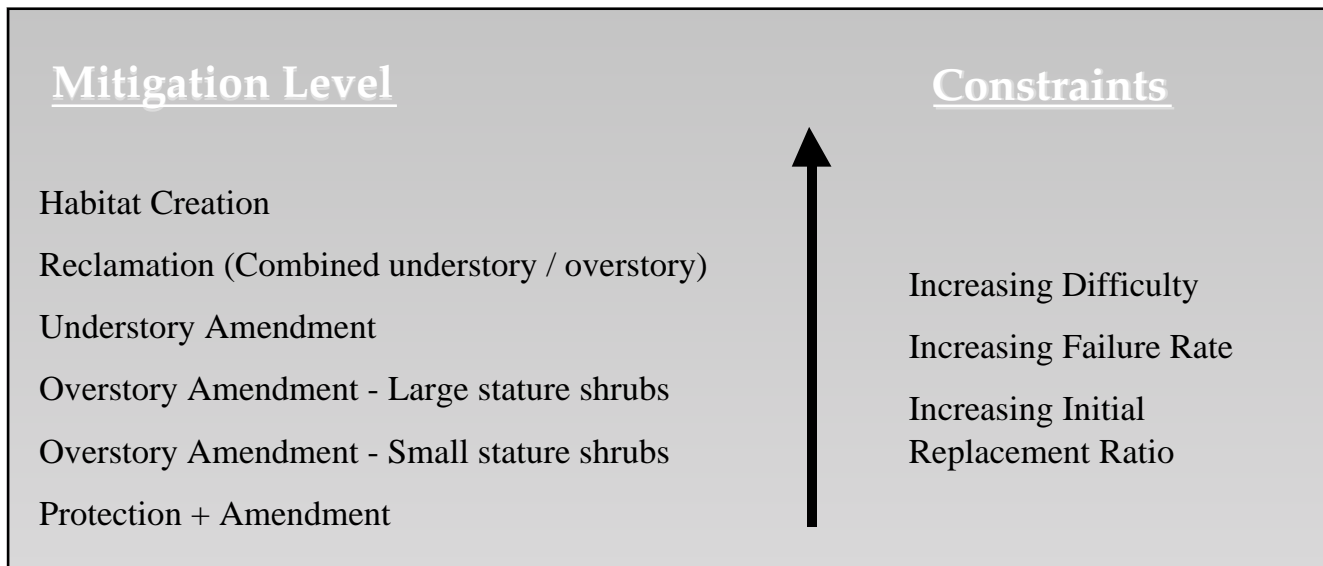 Mitigation Level
Habitat Creation
Reclamation (Combined understory / overstory)
Understory Amendment
Overstory Amendment - Large stature shrubs
Overstory Amendment - Small stature shrubs
Protection + Amendment
Constraints
Increasing Difficulty
Increasing Failure Rate
Increasing Initial
Replacement Ratio